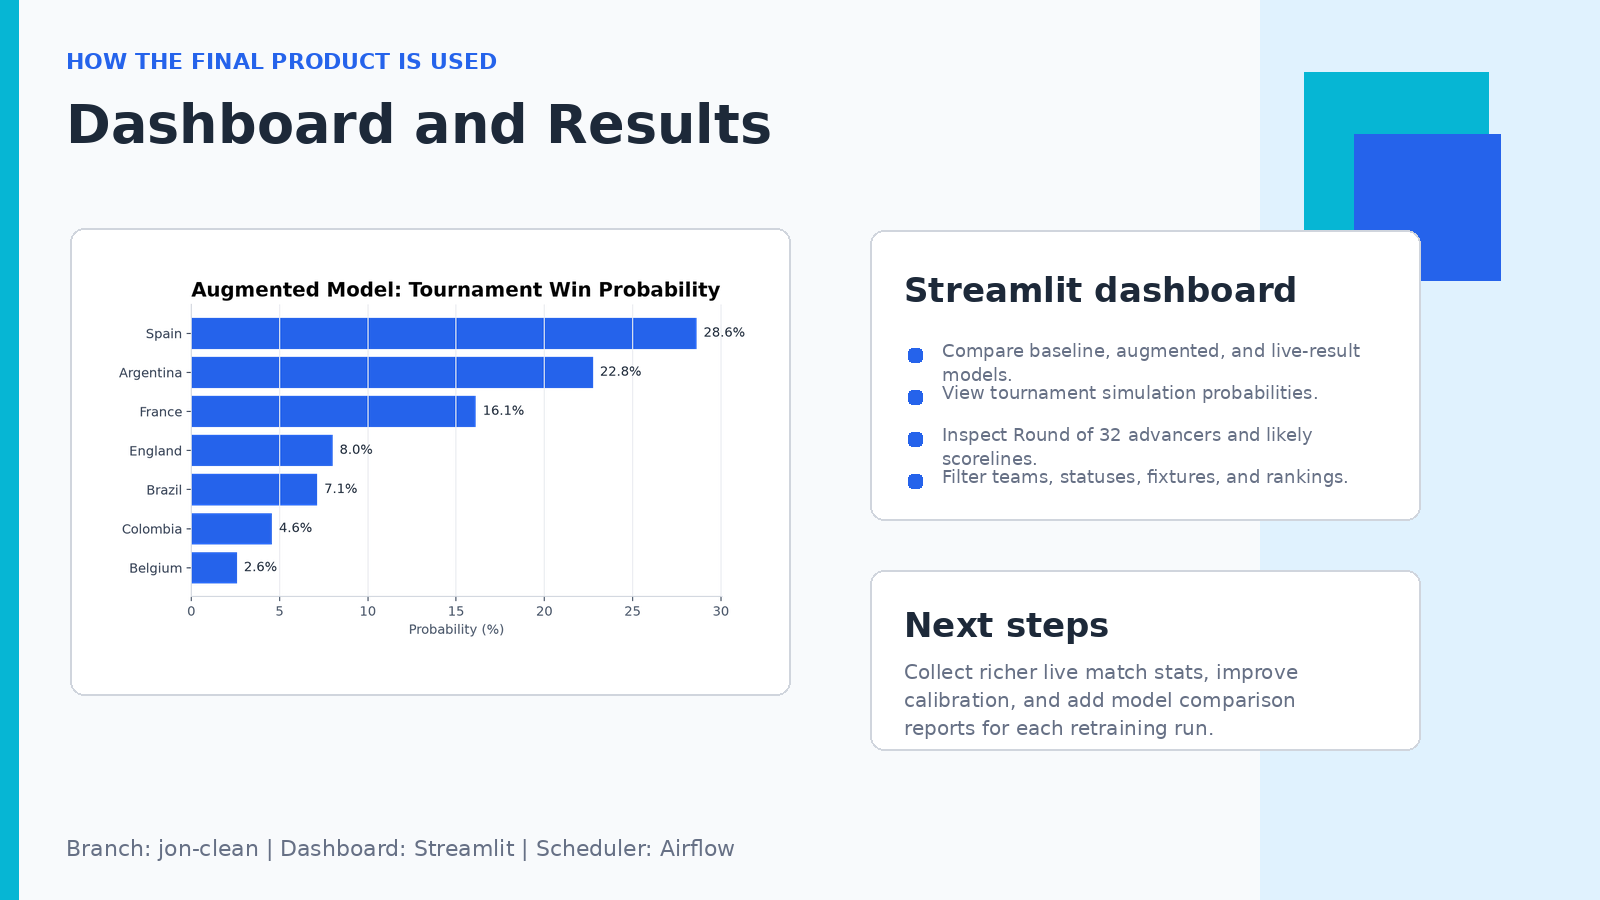 HOW THE FINAL PRODUCT IS USED
Dashboard and Results
Augmented Model: Tournament Win Probability
Spain 28.6%
Argentina 22.8%
France 16.1%
England 8.0%
Brazil 7.1%
Colombia 4.6%
Belgium 2.6%
0 5 10 15 20 25 30
Probability (%)
Streamlit dashboard
Compare baseline, augmented, and live-result
models.
View tournament simulation probabilities.
Inspect Round of 32 advancers and likely
scorelines.
Filter teams, statuses, fixtures, and rankings.
Next steps
Collect richer live match stats, improve
calibration, and add model comparison
reports for each retraining run.
Branch: jon-clean | Dashboard: Streamlit | Scheduler: Airflow